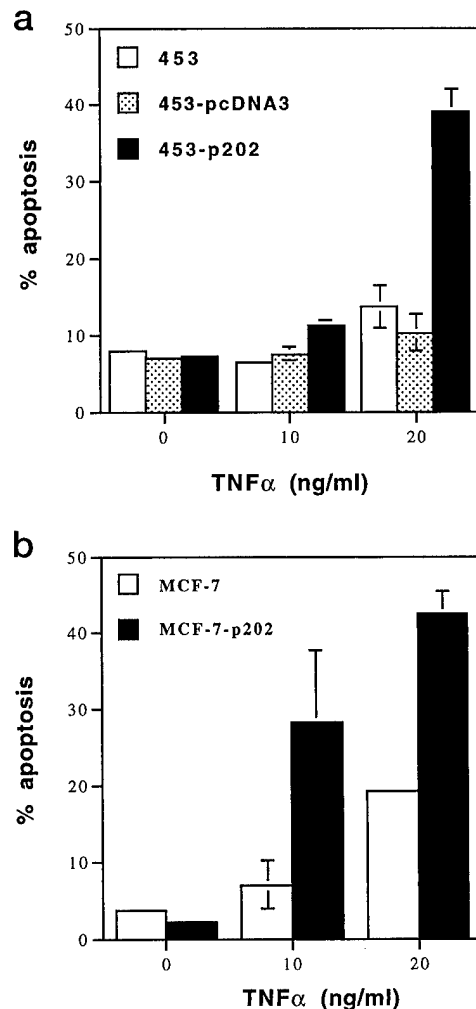 a
50
40
30
20
10
0
% apoptosis
453
453-pcDNA3
453-p202
0 10 20
TNFα (ng/ml)
b
50
40
30
20
10
0
% apoptosis
MCF-7
MCF-7-p202
0 10 20
TNFα (ng/ml)